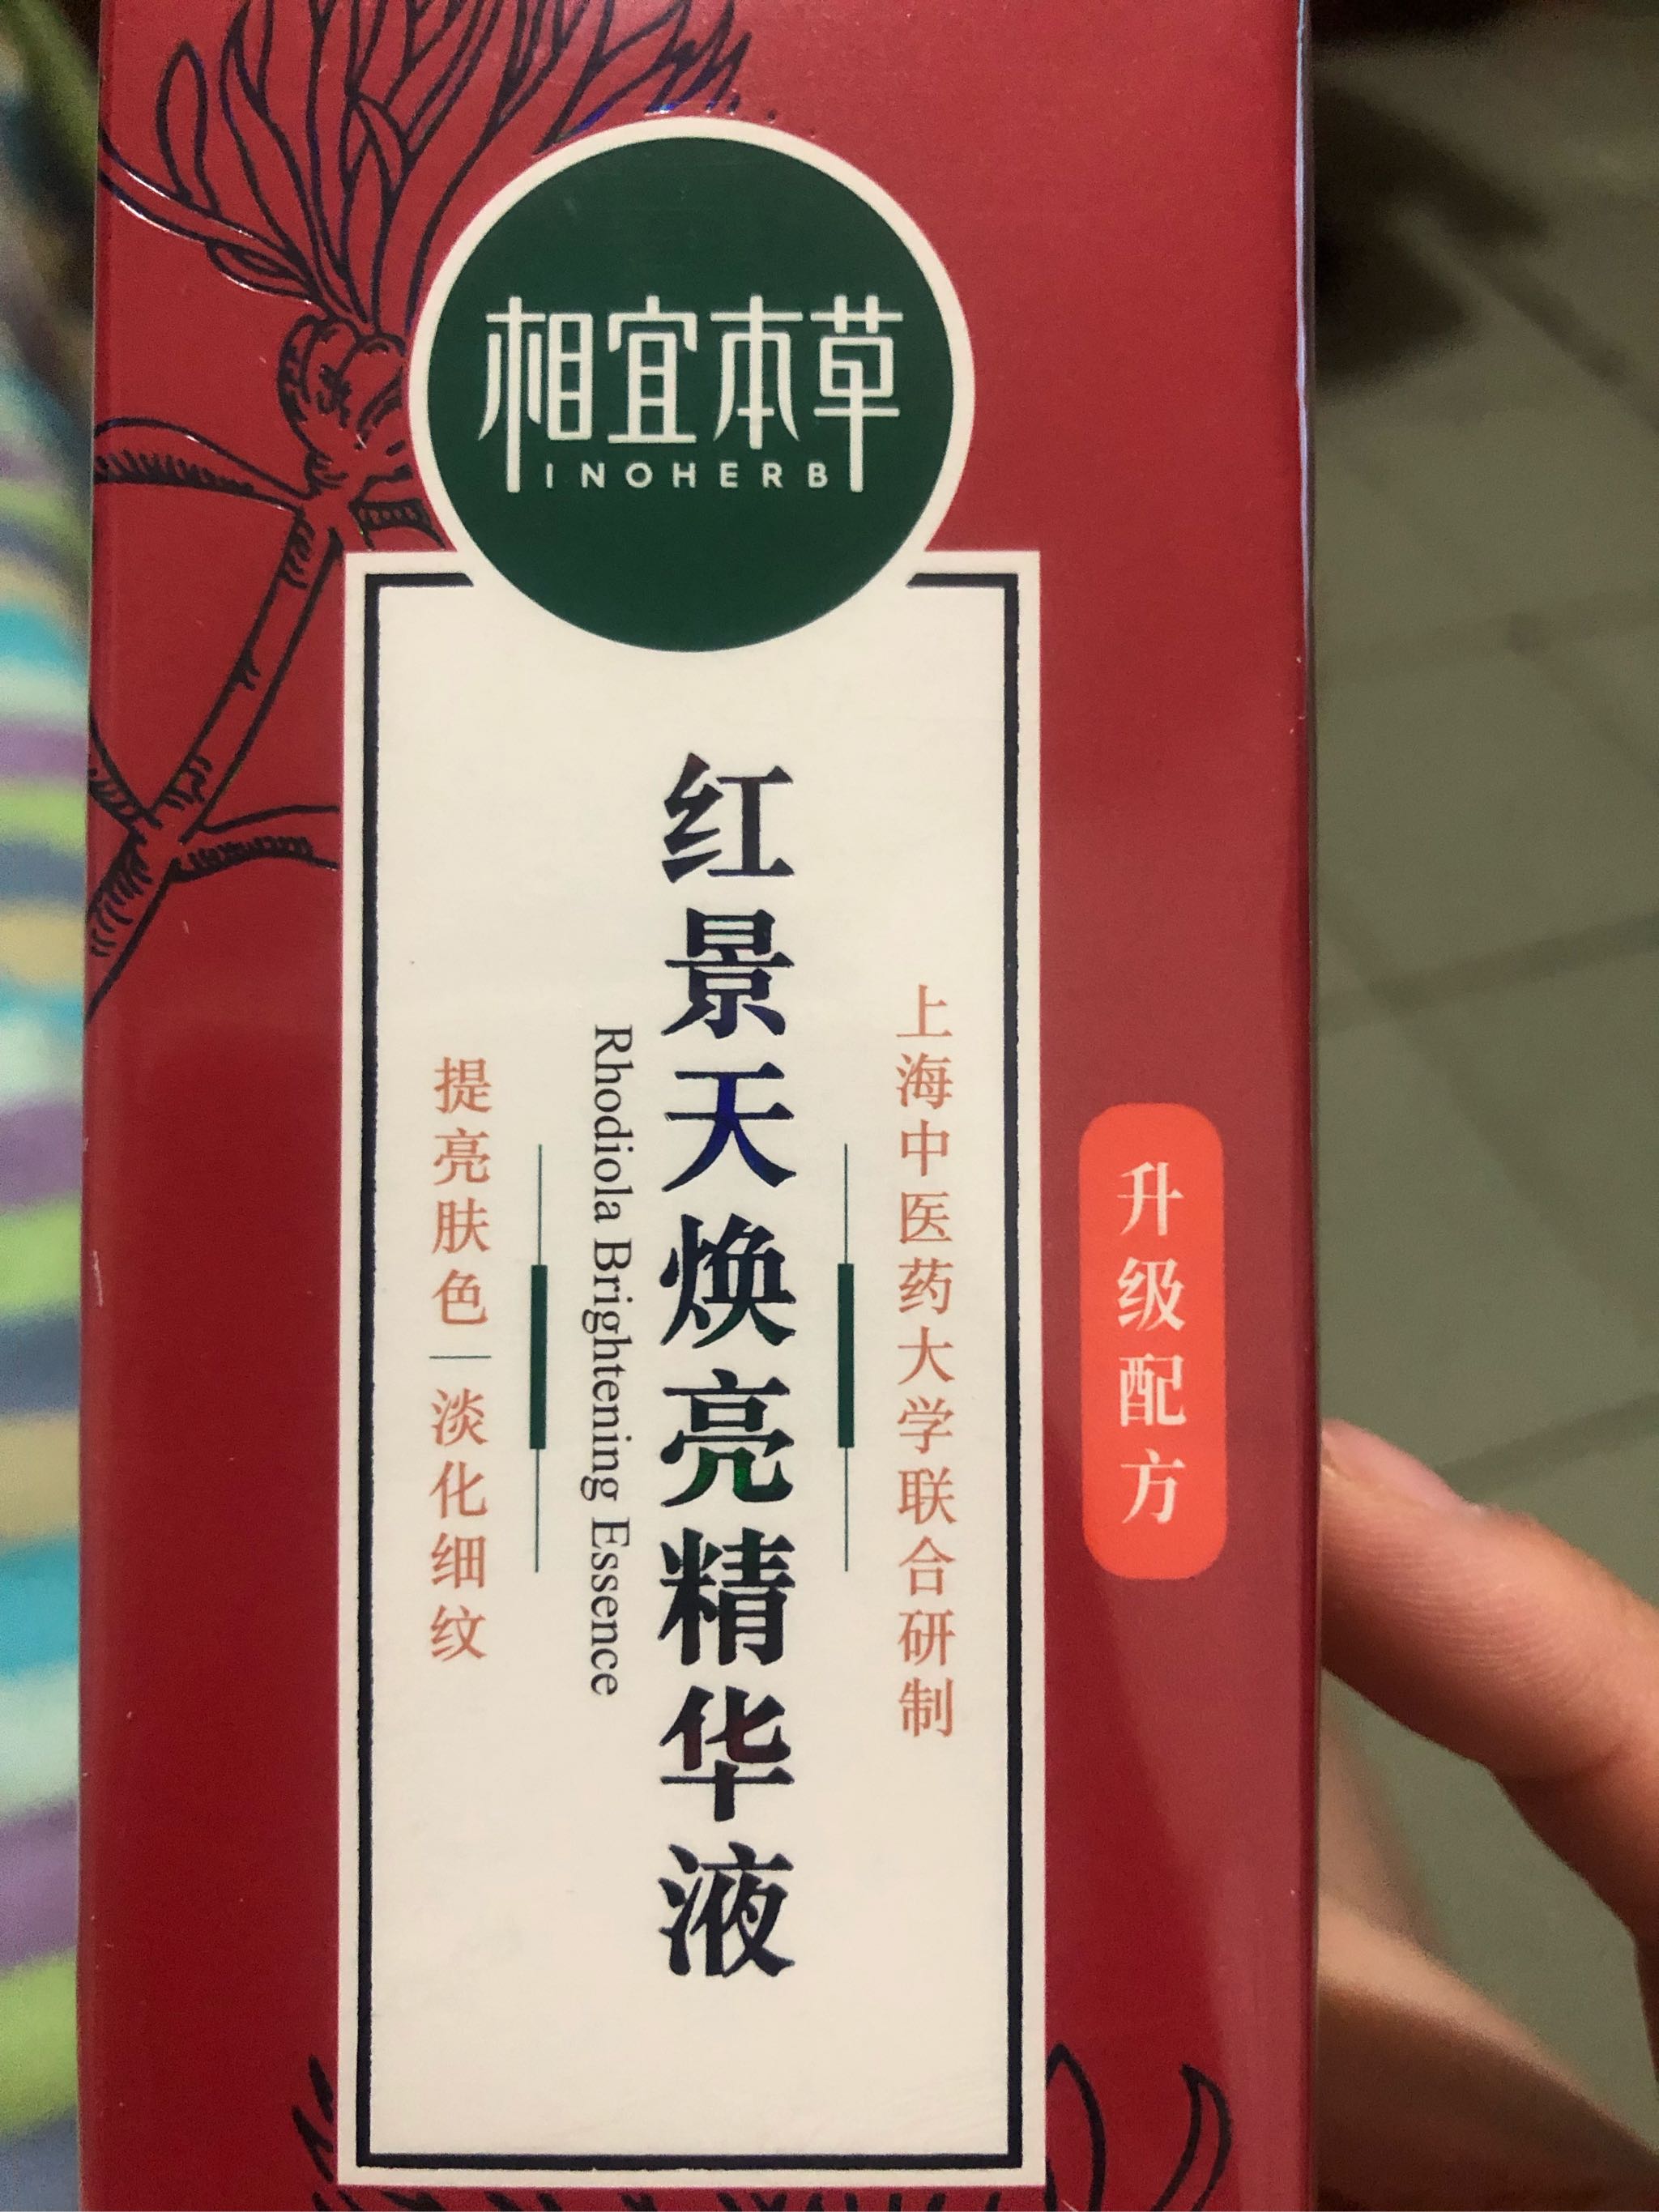 相宜本草
INOHERB
升级配方
上海中医药大学联合研制
红景天焕亮精华液
Rhodiola Brightening Essence
提亮肤色|淡化细纹